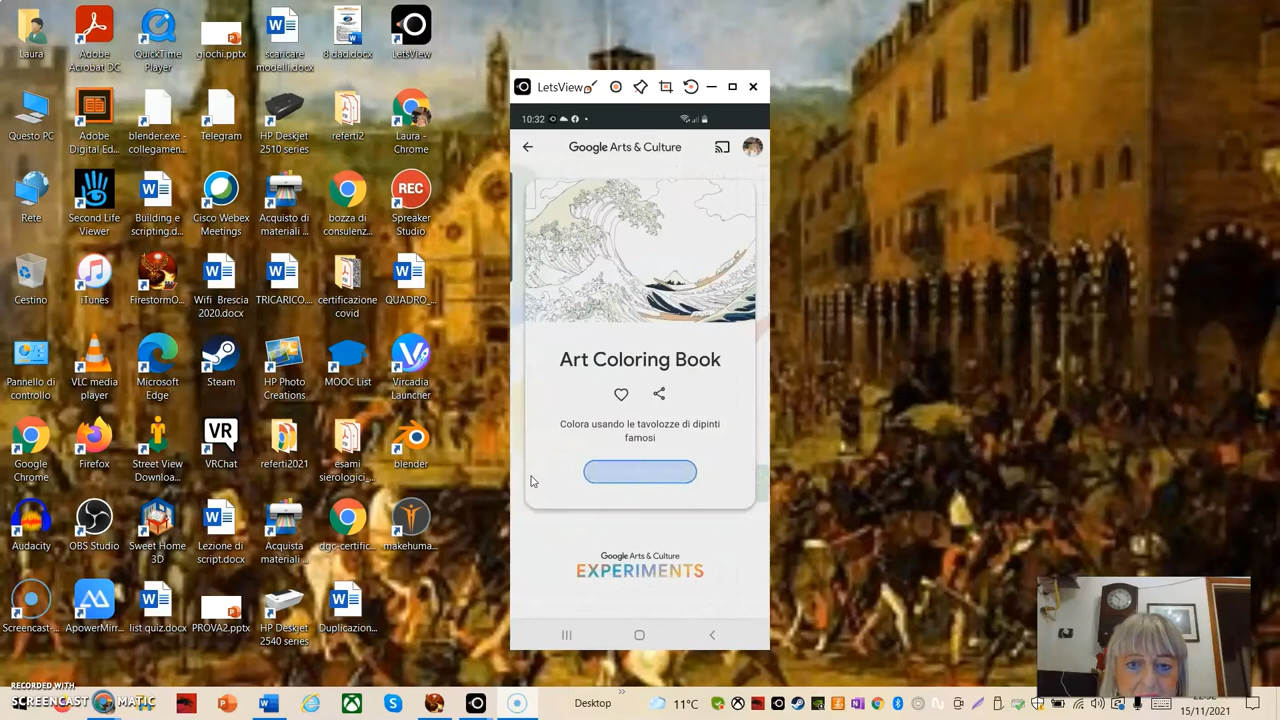 Laura
Adobe
Acrobat DC
QuickTime
Player
giochi.pptx
scaricare
modelli.docx
8 dad.docx
LetsView
Questo PC
Adobe
Digital Ed...
blender.exe -
collegamen...
Telegram
HP Deskjet
2510 series
referti2
Laura -
Chrome
Rete
Second Life
Viewer
Building e
scripting.d...
Cisco Webex
Meetings
Acquisto di
materiali ...
bozza di
consulenz...
REC
Spreaker
Studio
Cestino
iTunes
FirestormO...
Wifi Brescia
2020.docx
TRICARICO....
certificazione
covid
QUADRO_...
Pannello di
controllo
VLC media
player
Microsoft
Edge
Steam
HP Photo
Creations
MOOC List
Vircadia
Launcher
Google
Chrome
Firefox
Street View
Downloa...
VR
VRChat
referti2021
esami
sierologici_...
blender
Audacity
OBS Studio
Sweet Home
3D
Lezione di
script.docx
Acquista
materiali ...
dgc-certific...
makehuma...
Screencast-...
ApowerMirr...
list quiz.docx
PROVA2.pptx
HP Deskjet
2540 series
Duplicazion...
LetsView
10:32
Google Arts & Culture
Art Coloring Book
Colora usando le tavolozze di dipinti
famosi
Google Arts & Culture
EXPERIMENTS
RECORDED WITH
SCREENCAST MATIC
Desktop
11°C
15/11/2021